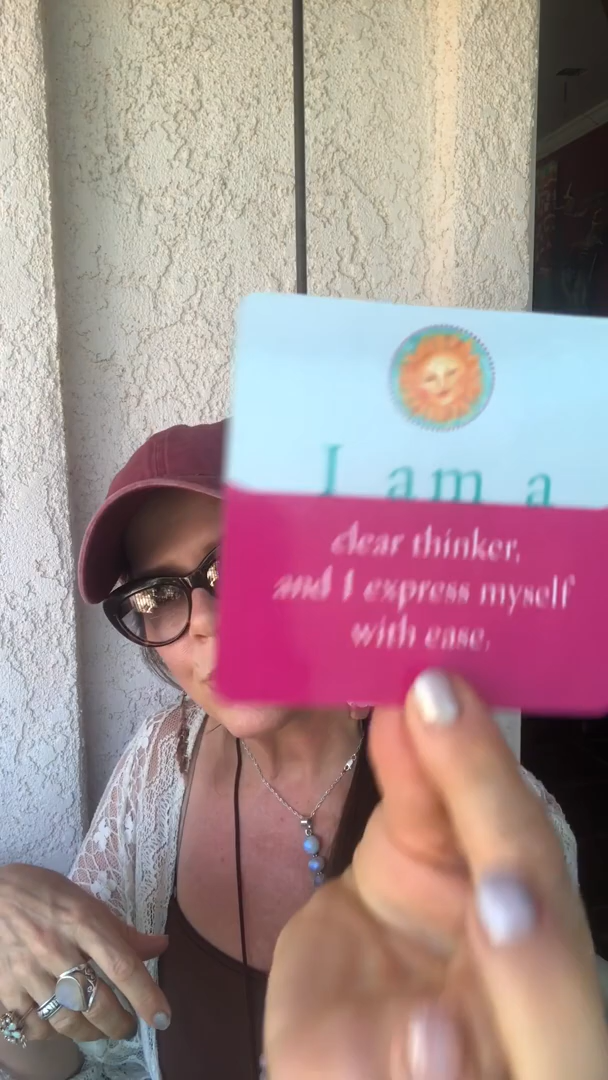 I am a
clear thinker,
and I express myself
with ease.